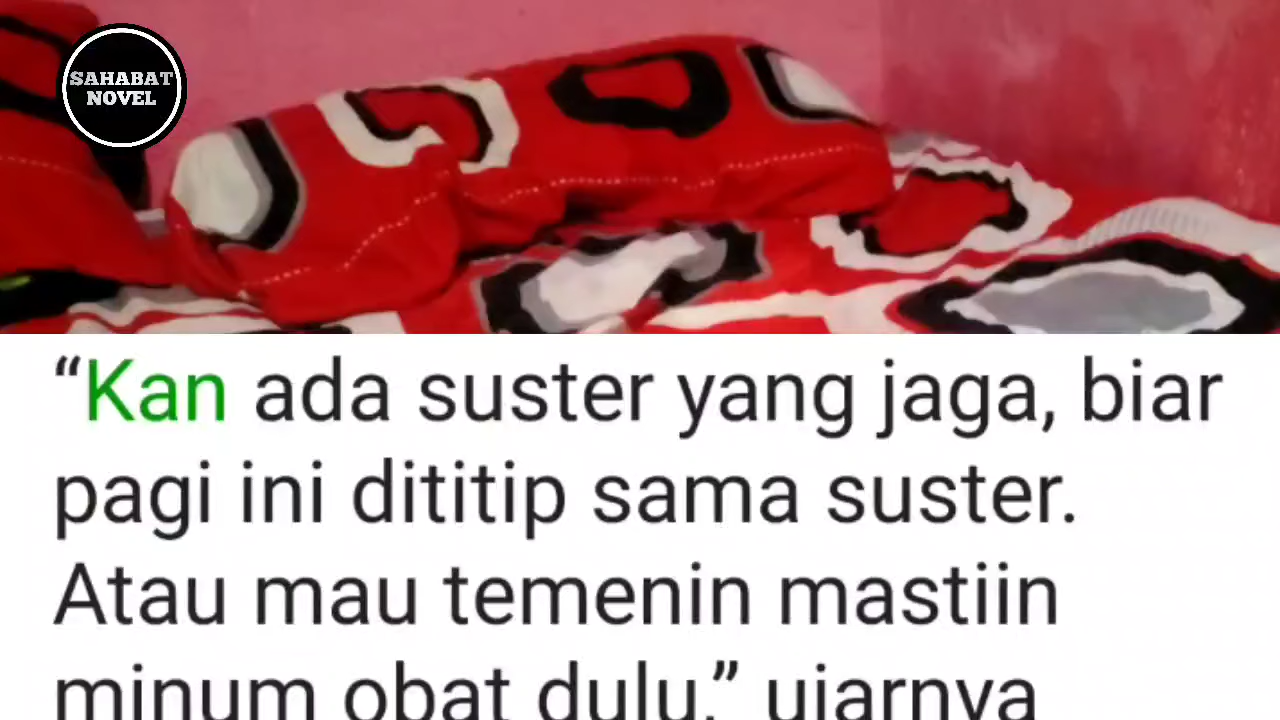 SAHABAT
NOVEL
“Kan ada suster yang jaga, biar
pagi ini dititip sama suster.
Atau mau temenin mastiin
minum obat dulu,” ujarnya